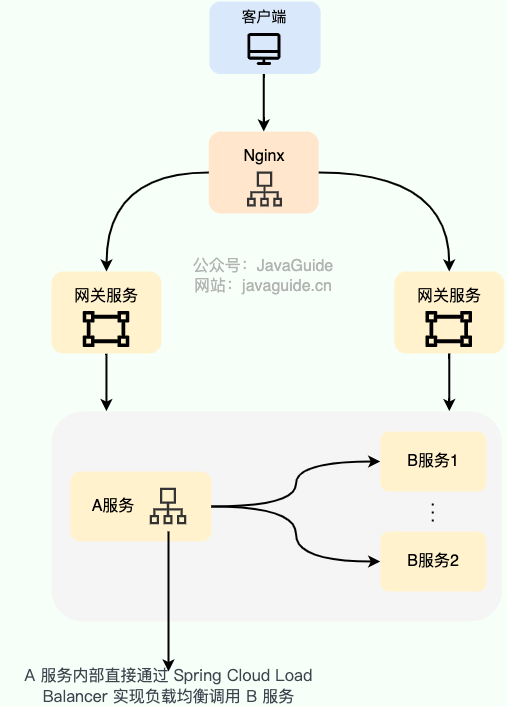 客户端
Nginx
公众号：JavaGuide
网站：javaguide.cn
网关服务
网关服务
A服务
B服务1
B服务2
A 服务内部直接通过 Spring Cloud Load
Balancer 实现负载均衡调用 B 服务